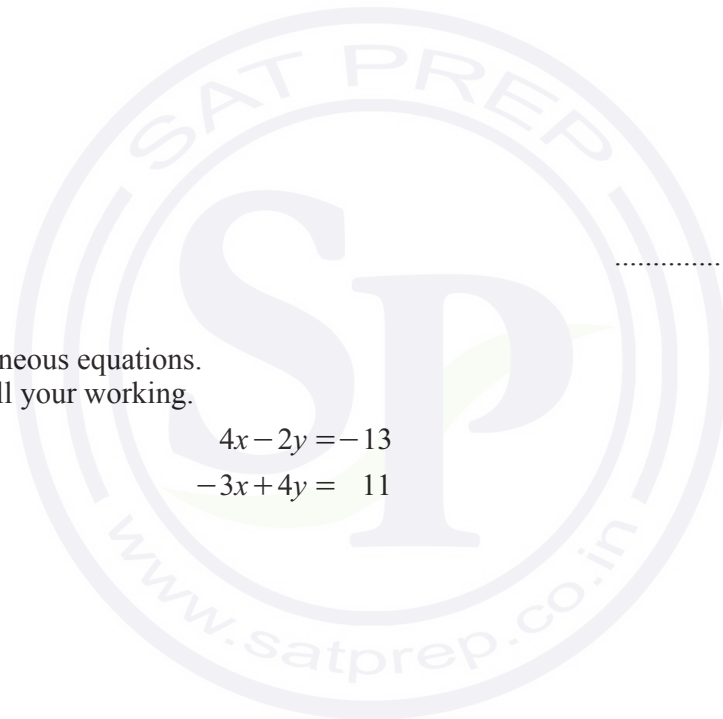 SAT PREP
..............
neous equations.
ll your working.
4x − 2y = − 13
−3x + 4y = 11
SP
www.satprep.co.in